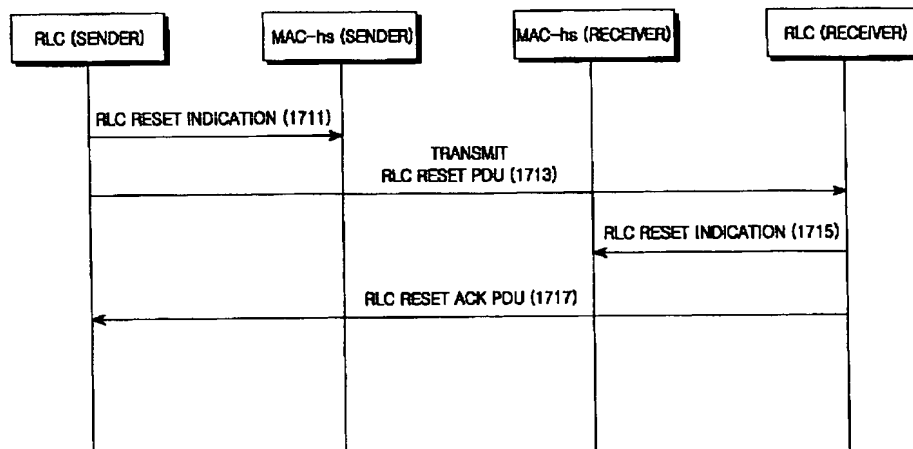 RLC (SENDER)
MAC-hs (SENDER)
MAC-hs (RECEIVER)
RLC (RECEIVER)
RLC RESET INDICATION (1711)
TRANSMIT
RLC RESET PDU (1713)
RLC RESET INDICATION (1715)
RLC RESET ACK PDU (1717)